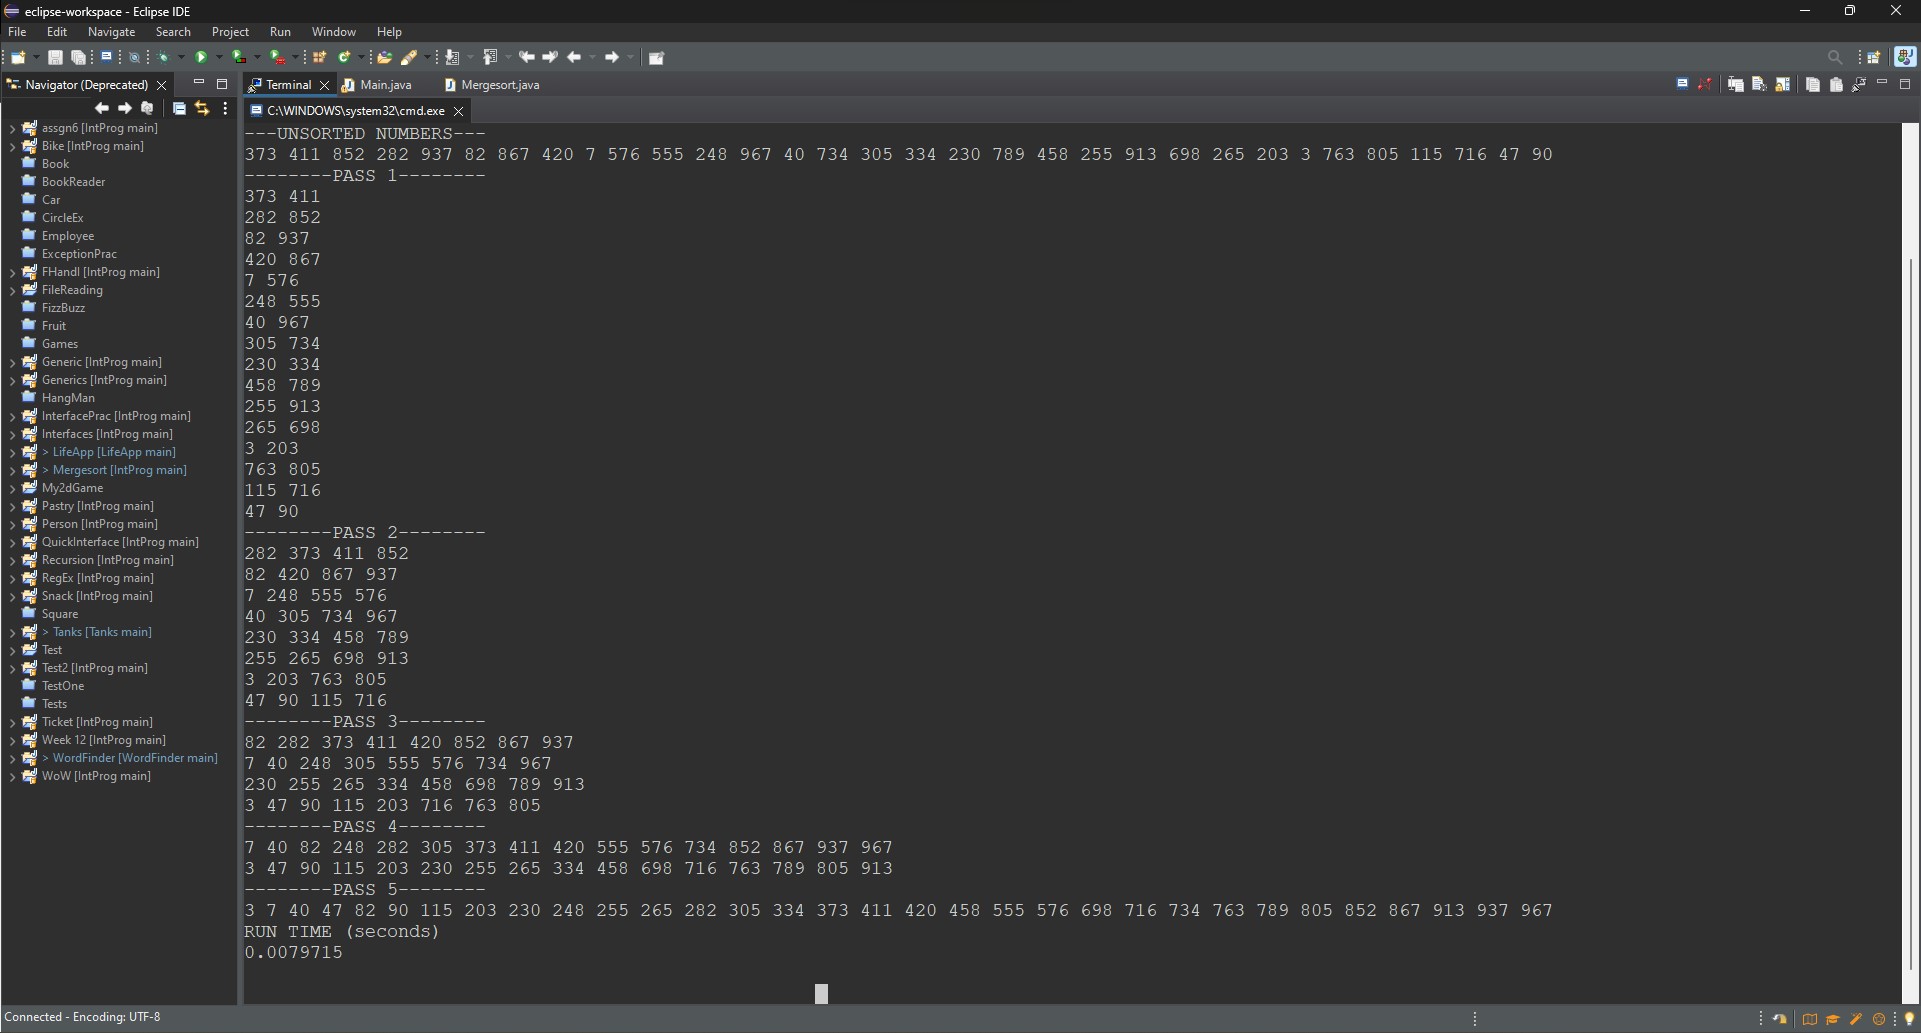 eclipse-workspace - Eclipse IDE
File Edit Navigate Search Project Run Window Help
Navigator (Deprecated)
Terminal Main.java Mergesort.java
C:\WINDOWS\system32\cmd.exe
assgn6 [IntProg main]
Bike [IntProg main]
Book
BookReader
Car
CircleEx
Employee
ExceptionPrac
FHandl [IntProg main]
FileReading
FizzBuzz
Fruit
Games
Generic [IntProg main]
Generics [IntProg main]
HangMan
InterfacePrac [IntProg main]
Interfaces [IntProg main]
> LifeApp [LifeApp main]
> Mergesort [IntProg main]
My2dGame
Pastry [IntProg main]
Person [IntProg main]
QuickInterface [IntProg main]
Recursion [IntProg main]
RegEx [IntProg main]
Snack [IntProg main]
Square
> Tanks [Tanks main]
Test
Test2 [IntProg main]
TestOne
Tests
Ticket [IntProg main]
Week 12 [IntProg main]
> WordFinder [WordFinder main]
WoW [IntProg main]
---UNSORTED NUMBERS---
373 411 852 282 937 82 867 420 7 576 555 248 967 40 734 305 334 230 789 458 255 913 698 265 203 3 763 805 115 716 47 90
--------PASS 1--------
373 411
282 852
82 937
420 867
7 576
248 555
40 967
305 734
230 334
458 789
255 913
265 698
3 203
763 805
115 716
47 90
--------PASS 2--------
282 373 411 852
82 420 867 937
7 248 555 576
40 305 734 967
230 334 458 789
255 265 698 913
3 203 763 805
47 90 115 716
--------PASS 3--------
82 282 373 411 420 852 867 937
7 40 248 305 555 576 734 967
230 255 265 334 458 698 789 913
3 47 90 115 203 716 763 805
--------PASS 4--------
7 40 82 248 282 305 373 411 420 555 576 734 852 867 937 967
3 47 90 115 203 230 255 265 334 458 698 716 763 789 805 913
--------PASS 5--------
3 7 40 47 82 90 115 203 230 248 255 265 282 305 334 373 411 420 458 555 576 698 716 734 763 789 805 852 867 913 937 967
RUN TIME (seconds)
0.0079715
Connected - Encoding: UTF-8